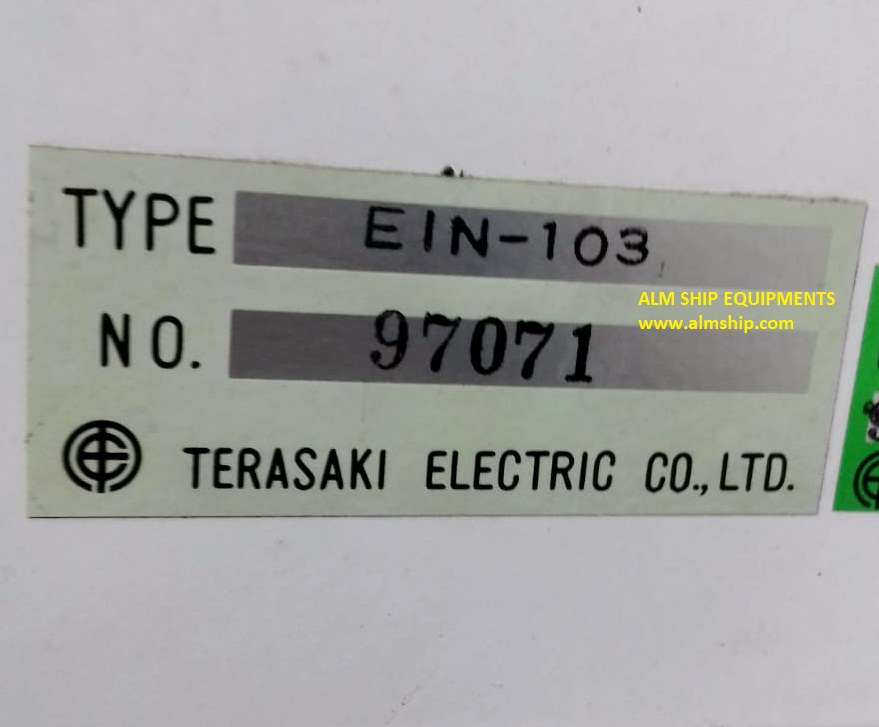 TYPE EIN-103
ALM SHIP EQUIPMENTS
www.almship.com
NO. 97071
TERASAKI ELECTRIC CO., LTD.